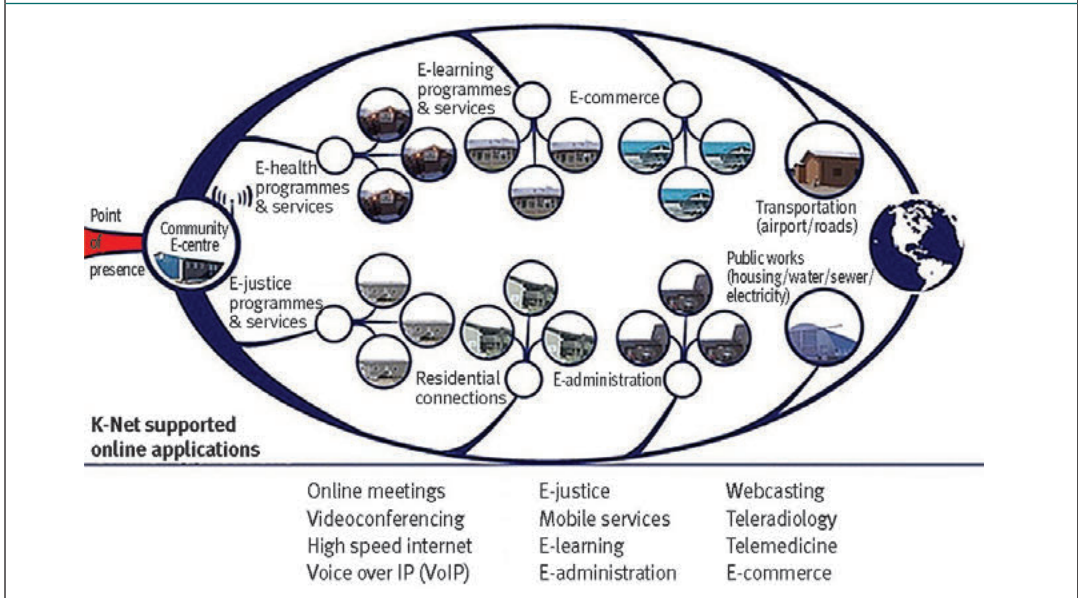 E-learning
programmes
& services
E-commerce
E-health
programmes
& services
Transportation
(airport/roads)
Point
of
presence
Community
E-centre
Public works
(housing/water/sewer/
electricity)
E-justice
programmes
& services
Residential
connections
E-administration
K-Net supported
online applications
Online meetings
Videoconferencing
High speed internet
Voice over IP (VoIP)
E-justice
Mobile services
E-learning
E-administration
Webcasting
Teleradiology
Telemedicine
E-commerce